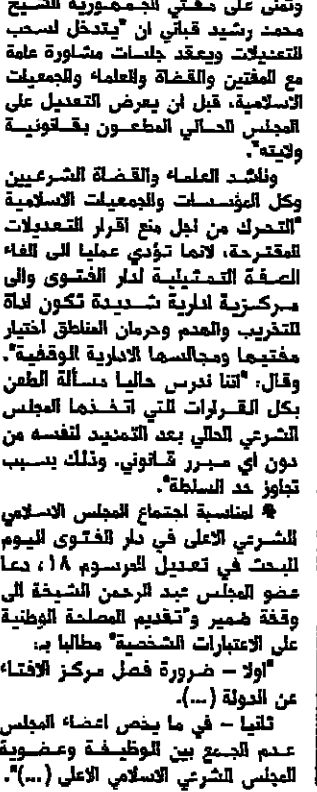 وتمنى على مفتي الجمهورية الشيخ
محمد رشيد قباني ان "يتدخل لسحب
التعديلات ويعقد جلسات مشاورة عامة
مع المفتين والقضاة والعلماء والجمعيات
الاسلامية، قبل ان يعرض التعديل على
المجلس الحالي المطعون بقانونية
ولايته".
وناشد العلماء والقضاة الشرعيين
وكل المؤسسات والجمعيات الاسلامية
"التحرك من اجل منع اقرار التعديلات
المقترحة، لانها تؤدي عمليا الى الغاء
الصفة التمثيلية لدار الفتوى والى
مركزية ادارية شديدة تكون اداة
للتخريب والهدم وحرمان المناطق اختيار
مفتيها ومجالسها الادارية الوقفية".
وقال: "اننا ندرس حاليا مسألة الطعن
بكل القرارات التي اتخذها المجلس
الشرعي الحالي بعد التمديد لنفسه من
دون اي مبرر قانوني. وذلك بسبب
تجاوز حد السلطة".
● لمناسبة اجتماع المجلس الاسلامي
الشرعي الاعلى في دار الفتوى اليوم
للبحث في تعديل المرسوم ١٨، دعا
عضو المجلس عبد الرحمن الشيخة الى
وقفة ضمير و"تقديم المصلحة الوطنية
على الاعتبارات الشخصية" مطالبا بـ:
"اولا – ضرورة فصل مركز الافتاء
عن الدولة (...).
ثانيا – في ما يخص اعضاء المجلس
عدم الجمع بين الوظيفة وعضوية
المجلس الشرعي الاسلامي الاعلى (...)".